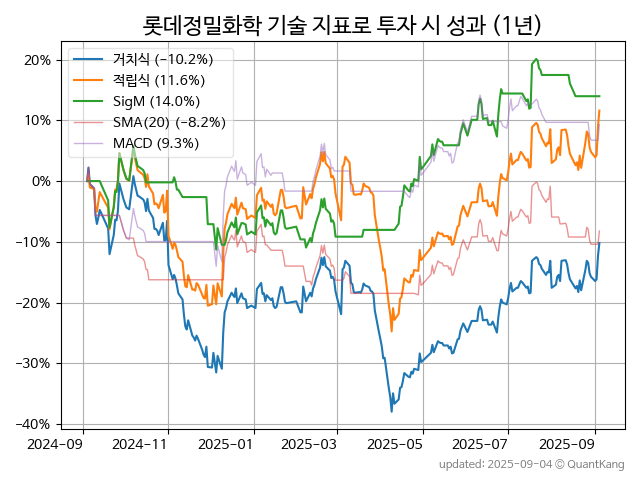 롯데정밀화학 기술 지표로 투자 시 성과 (1년)
거치식 (−10.2%)
적립식 (11.6%)
SigM (14.0%)
SMA(20) (−8.2%)
MACD (9.3%)
20%
10%
0%
−10%
−20%
−30%
−40%
2024-09 2024-11 2025-01 2025-03 2025-05 2025-07 2025-09
updated: 2025-09-04 © QuantKang